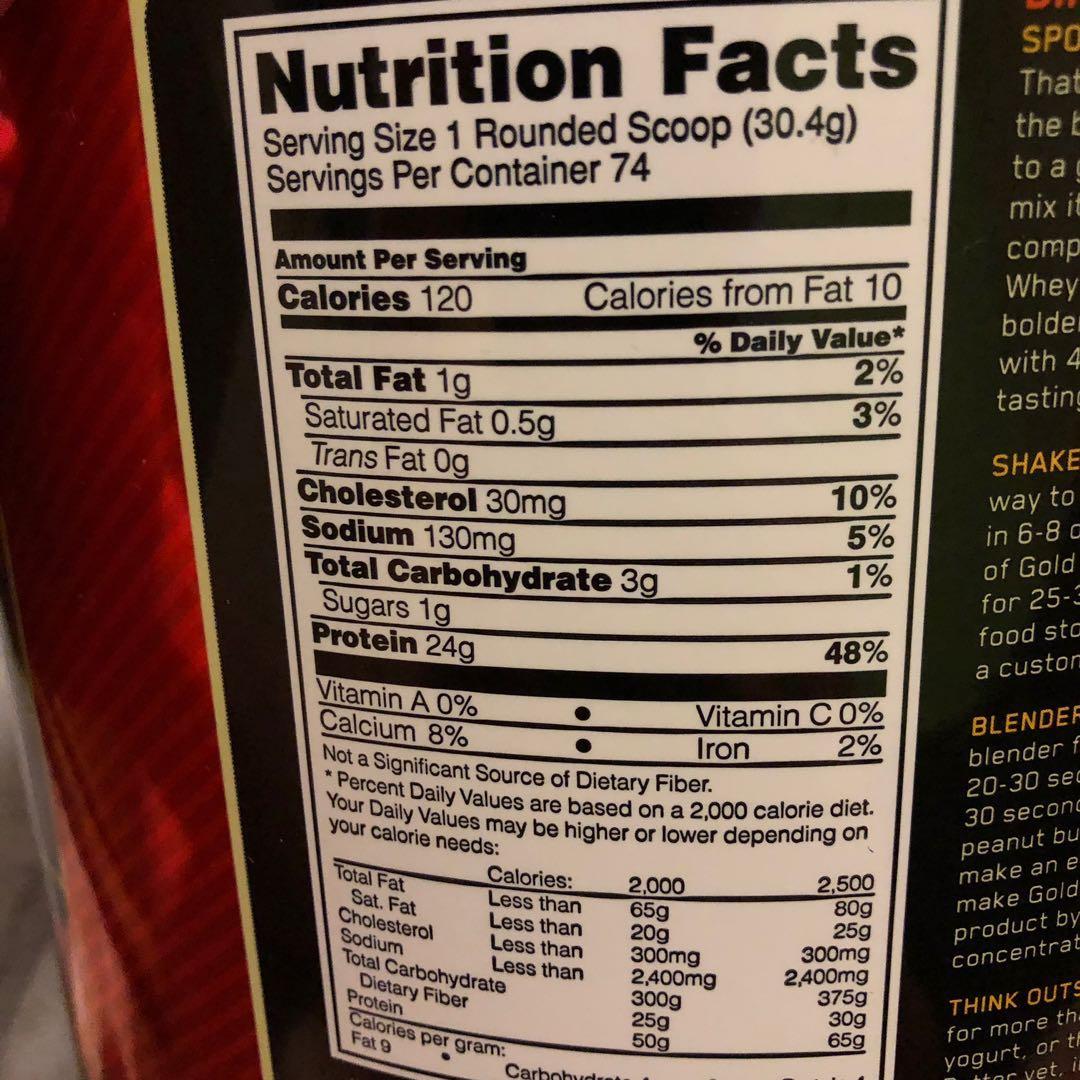 Nutrition Facts
Serving Size 1 Rounded Scoop (30.4g)
Servings Per Container 74
Amount Per Serving
Calories 120 Calories from Fat 10
% Daily Value*
Total Fat 1g 2%
Saturated Fat 0.5g 3%
Trans Fat 0g
Cholesterol 30mg 10%
Sodium 130mg 5%
Total Carbohydrate 3g 1%
Sugars 1g
Protein 24g 48%
Vitamin A 0% • Vitamin C 0%
Calcium 8% • Iron 2%
Not a Significant Source of Dietary Fiber.
* Percent Daily Values are based on a 2,000 calorie diet.
Your Daily Values may be higher or lower depending on
your calorie needs:
Calories: 2,000 2,500
Total Fat Less than 65g 80g
Sat. Fat Less than 20g 25g
Cholesterol Less than 300mg 300mg
Sodium Less than 2,400mg 2,400mg
Total Carbohydrate 300g 375g
Dietary Fiber 25g 30g
Protein 50g 65g
Calories per gram:
Fat 9 •
SPO
That
the
to a
mix
comp
Whey
bolde
with 4
tasting
SHAKE
way to
in 6-8
of Gold
for 25-
food sto
a custom
BLENDER
blender f
20-30 sec
30 second
peanut bu
make an e
make Gold
product by
concentrat
THINK OUTS
for more tha
yogurt, or th
yet,